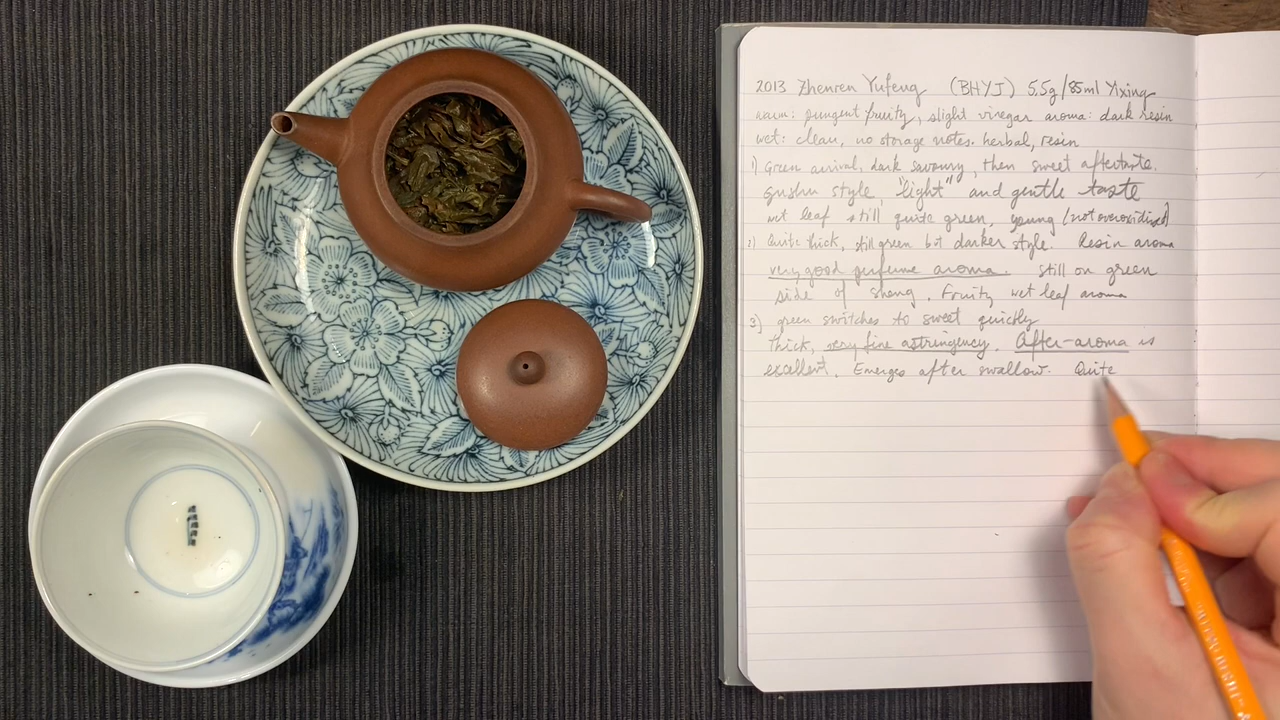 2013 Zhenren Yufeng (BHYJ) 5.5g/85ml Yixing
warm: pungent fruity, slight vinegar aroma: dark resin
wet: clean, no storage notes. herbal, resin
1) Green arrival, dark savoury, then sweet aftertaste.
gushu style, "light" and gentle taste
wet leaf still quite green, young (not overoxidized)
2) Quite thick, still green but darker style. Resin aroma
very good perfume aroma. still on green
side of sheng. Fruity wet leaf aroma
3) green switches to sweet quickly
thick, very fine astringency. After-aroma is
excellent. Emerges after swallow. Quite